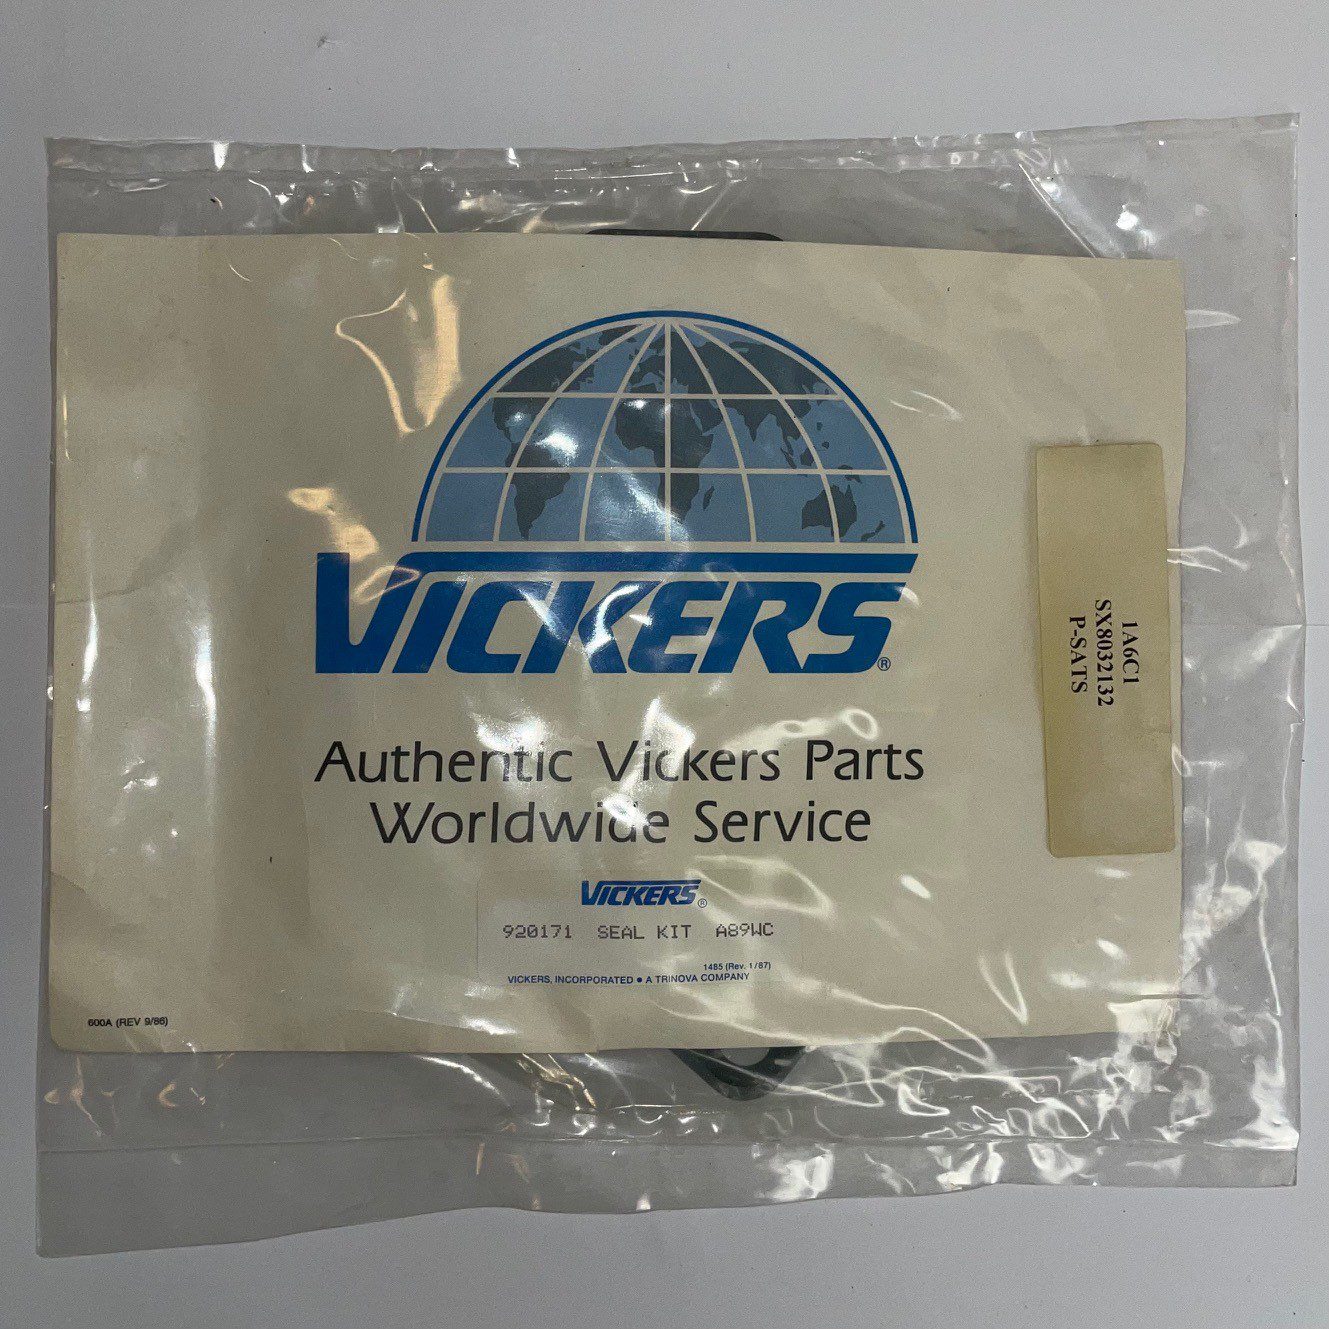 VICKERS®
Authentic Vickers Parts
Worldwide Service
VICKERS®
920171 SEAL KIT A89WC
1485 (Rev. 1/87)
VICKERS, INCORPORATED ● A TRINOVA COMPANY
600A (REV 9/86)
1A6C1
SX8032132
P-SATS